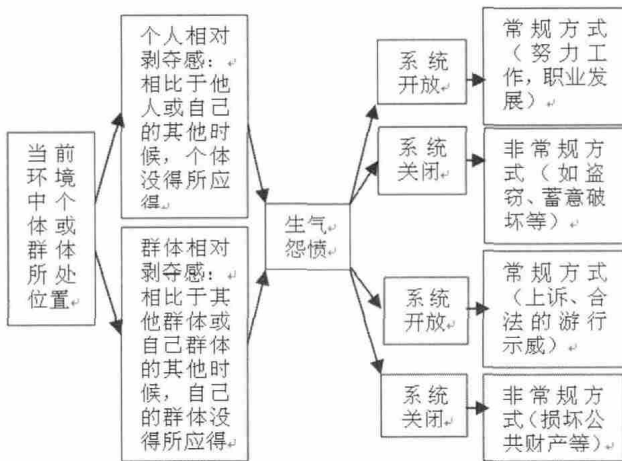 当前
环境
中个
体或
群体
所处
位置
个人相对
剥夺感：
相比于他
人或自己
的其他时
候，个体
没得所应
得
群体相对
剥夺感：
相比于其
他群体或
自己群体
的其他时
候，自己
的群体没
得所应得
生气
怨愤
系统
开放
常规方式
（努力工
作，职业发
展）
系统
关闭
非常规方
式（如盗
窃、蓄意破
坏等）
系统
开放
常规方式
（上诉、合
法的游行
示威）
系统
关闭
非常规方
式（损坏公
共财产等）